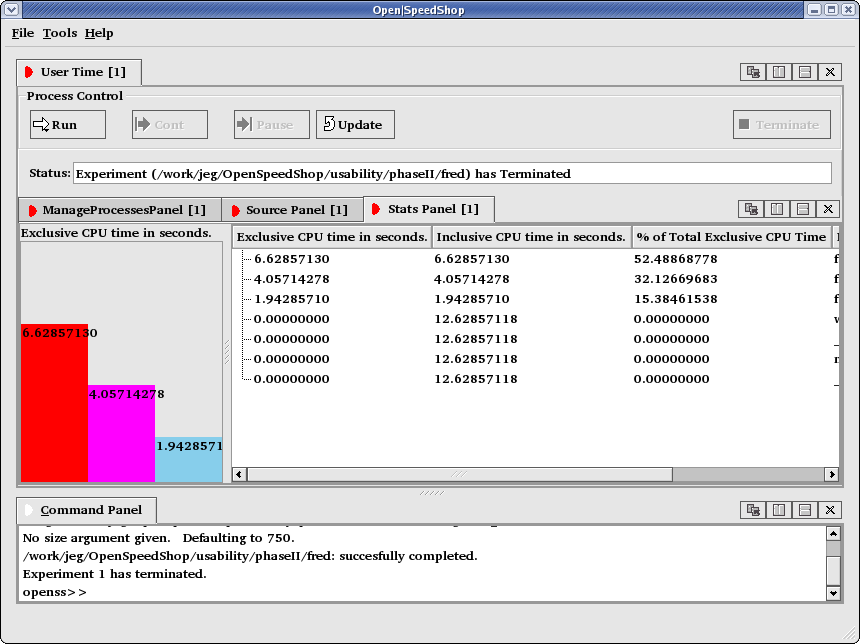 Open|SpeedShop
File Tools Help
User Time [1]
Process Control
Run Cont Pause Update Terminate
Status: Experiment (/work/jeg/OpenSpeedShop/usability/phaseII/fred) has Terminated
ManageProcessesPanel [1] Source Panel [1] Stats Panel [1]
Exclusive CPU time in seconds.
6.62857130
4.05714278
1.9428571
Exclusive CPU time in seconds. Inclusive CPU time in seconds. % of Total Exclusive CPU Time
6.62857130 6.62857130 52.48868778 f
4.05714278 4.05714278 32.12669683 f
1.94285710 1.94285710 15.38461538 f
0.00000000 12.62857118 0.00000000
0.00000000 12.62857118 0.00000000 _
0.00000000 12.62857118 0.00000000
0.00000000 12.62857118 0.00000000 _
Command Panel
No size argument given. Defaulting to 750.
/work/jeg/OpenSpeedShop/usability/phaseII/fred: succesfully completed.
Experiment 1 has terminated.
openss>>